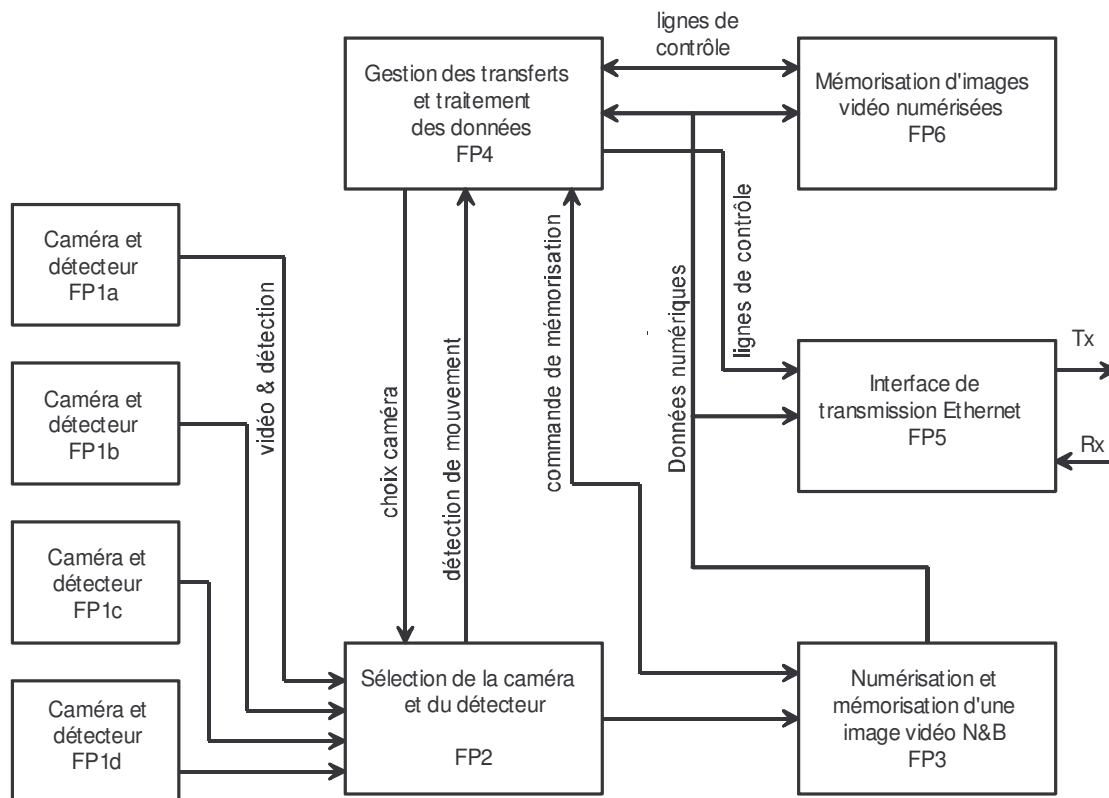 lignes de
contrôle
Gestion des transferts
et traitement
des données
FP4
Mémorisation d'images
vidéo numérisées
FP6
Caméra et
détecteur
FP1a
Caméra et
détecteur
FP1b
Caméra et
détecteur
FP1c
Caméra et
détecteur
FP1d
vidéo & détection
choix caméra
détection de mouvement
commande de mémorisation
Données numériques
lignes de contrôle
Interface de
transmission Ethernet
FP5
Tx
Rx
Sélection de la caméra
et du détecteur
FP2
Numérisation et
mémorisation d'une
image vidéo N&B
FP3